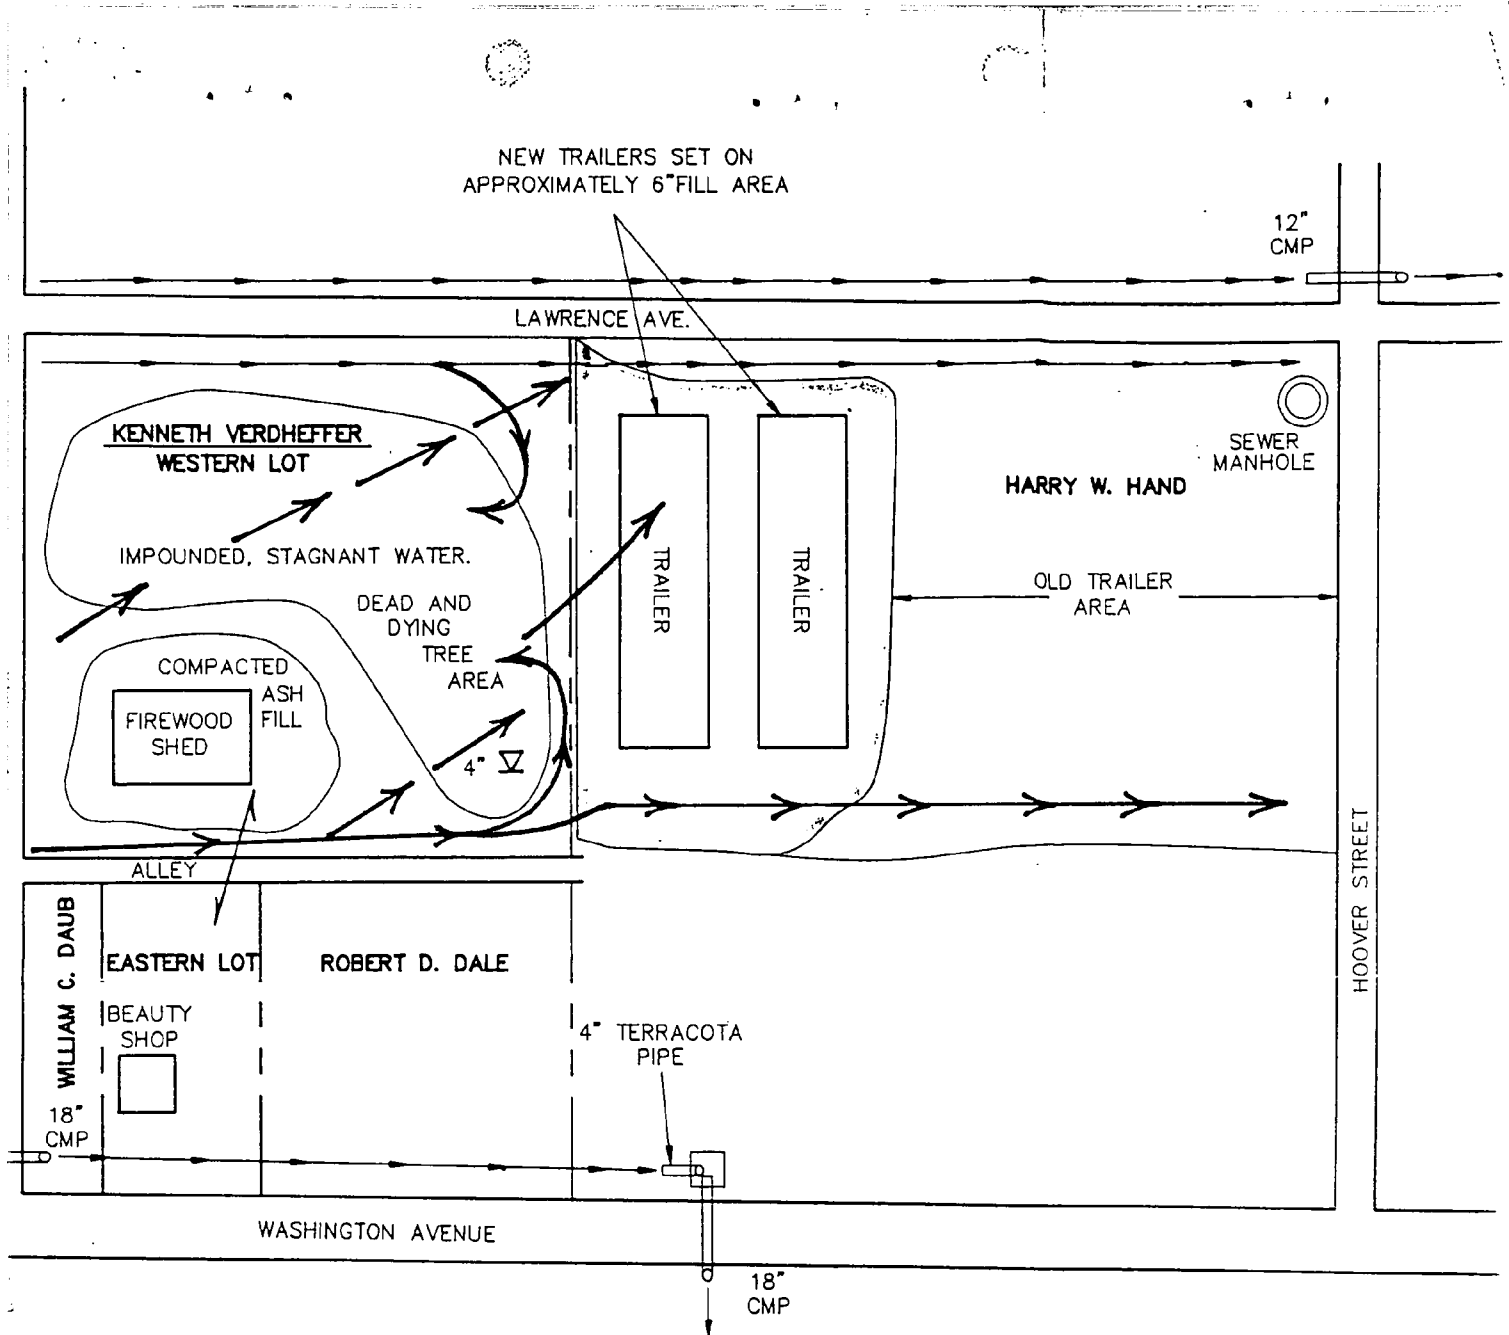 NEW TRAILERS SET ON
APPROXIMATELY 6"FILL AREA
12"
CMP
LAWRENCE AVE.
KENNETH VERDHEFFER
WESTERN LOT
SEWER
MANHOLE
HARRY W. HAND
IMPOUNDED, STAGNANT WATER.
DEAD AND
DYING
TREE
AREA
TRAILER
TRAILER
OLD TRAILER
AREA
COMPACTED
ASH
FILL
FIREWOOD
SHED
4"
ALLEY
HOOVER STREET
WILLIAM C. DAUB
EASTERN LOT
ROBERT D. DALE
BEAUTY
SHOP
4" TERRACOTA
PIPE
18"
CMP
WASHINGTON AVENUE
18"
CMP